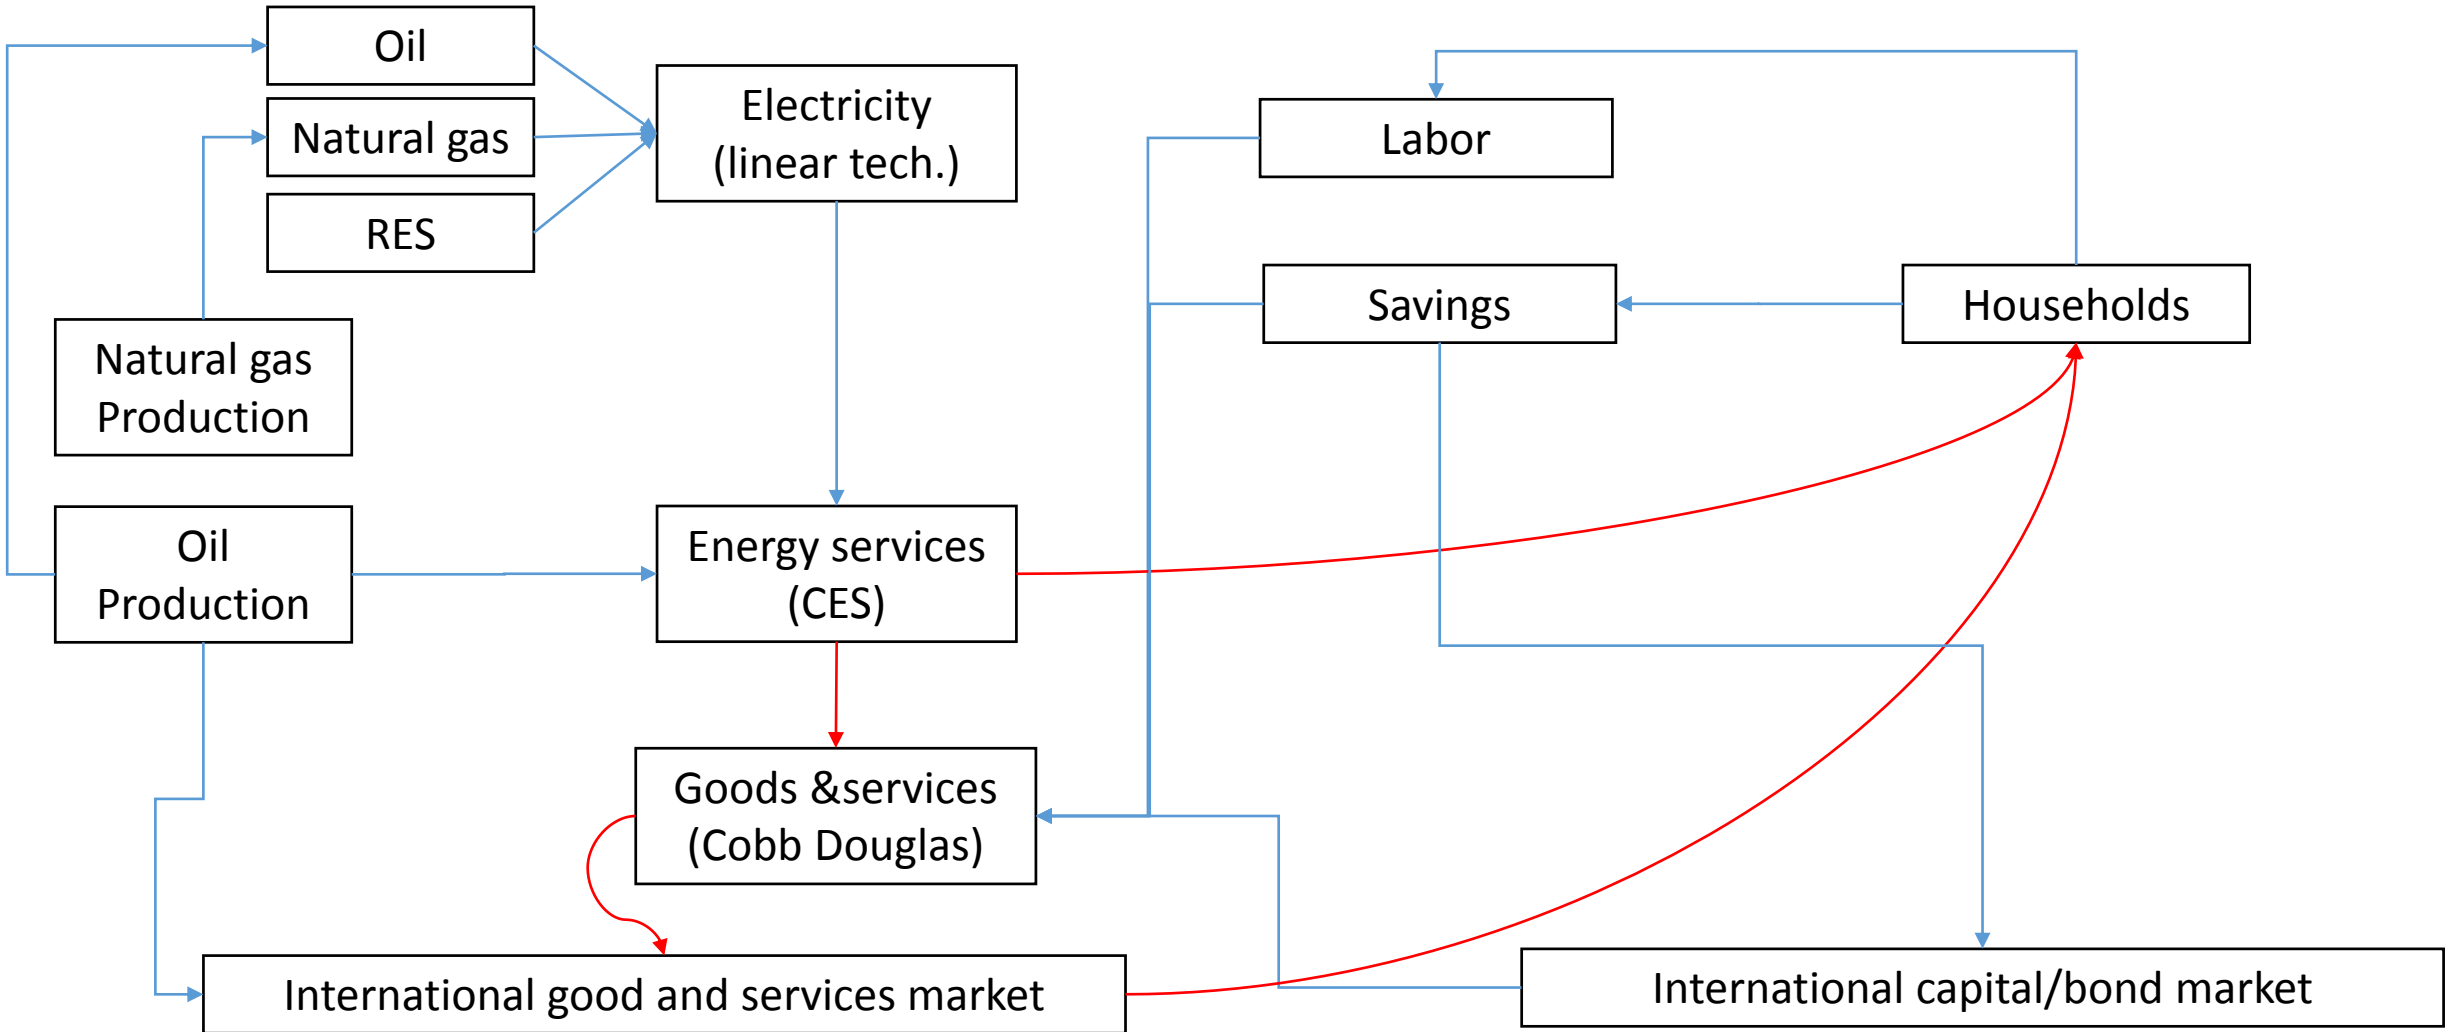 Oil
Natural gas
RES
Electricity
(linear tech.)
Labor
Savings
Households
Natural gas
Production
Oil
Production
Energy services
(CES)
Goods &services
(Cobb Douglas)
International good and services market
International capital/bond market